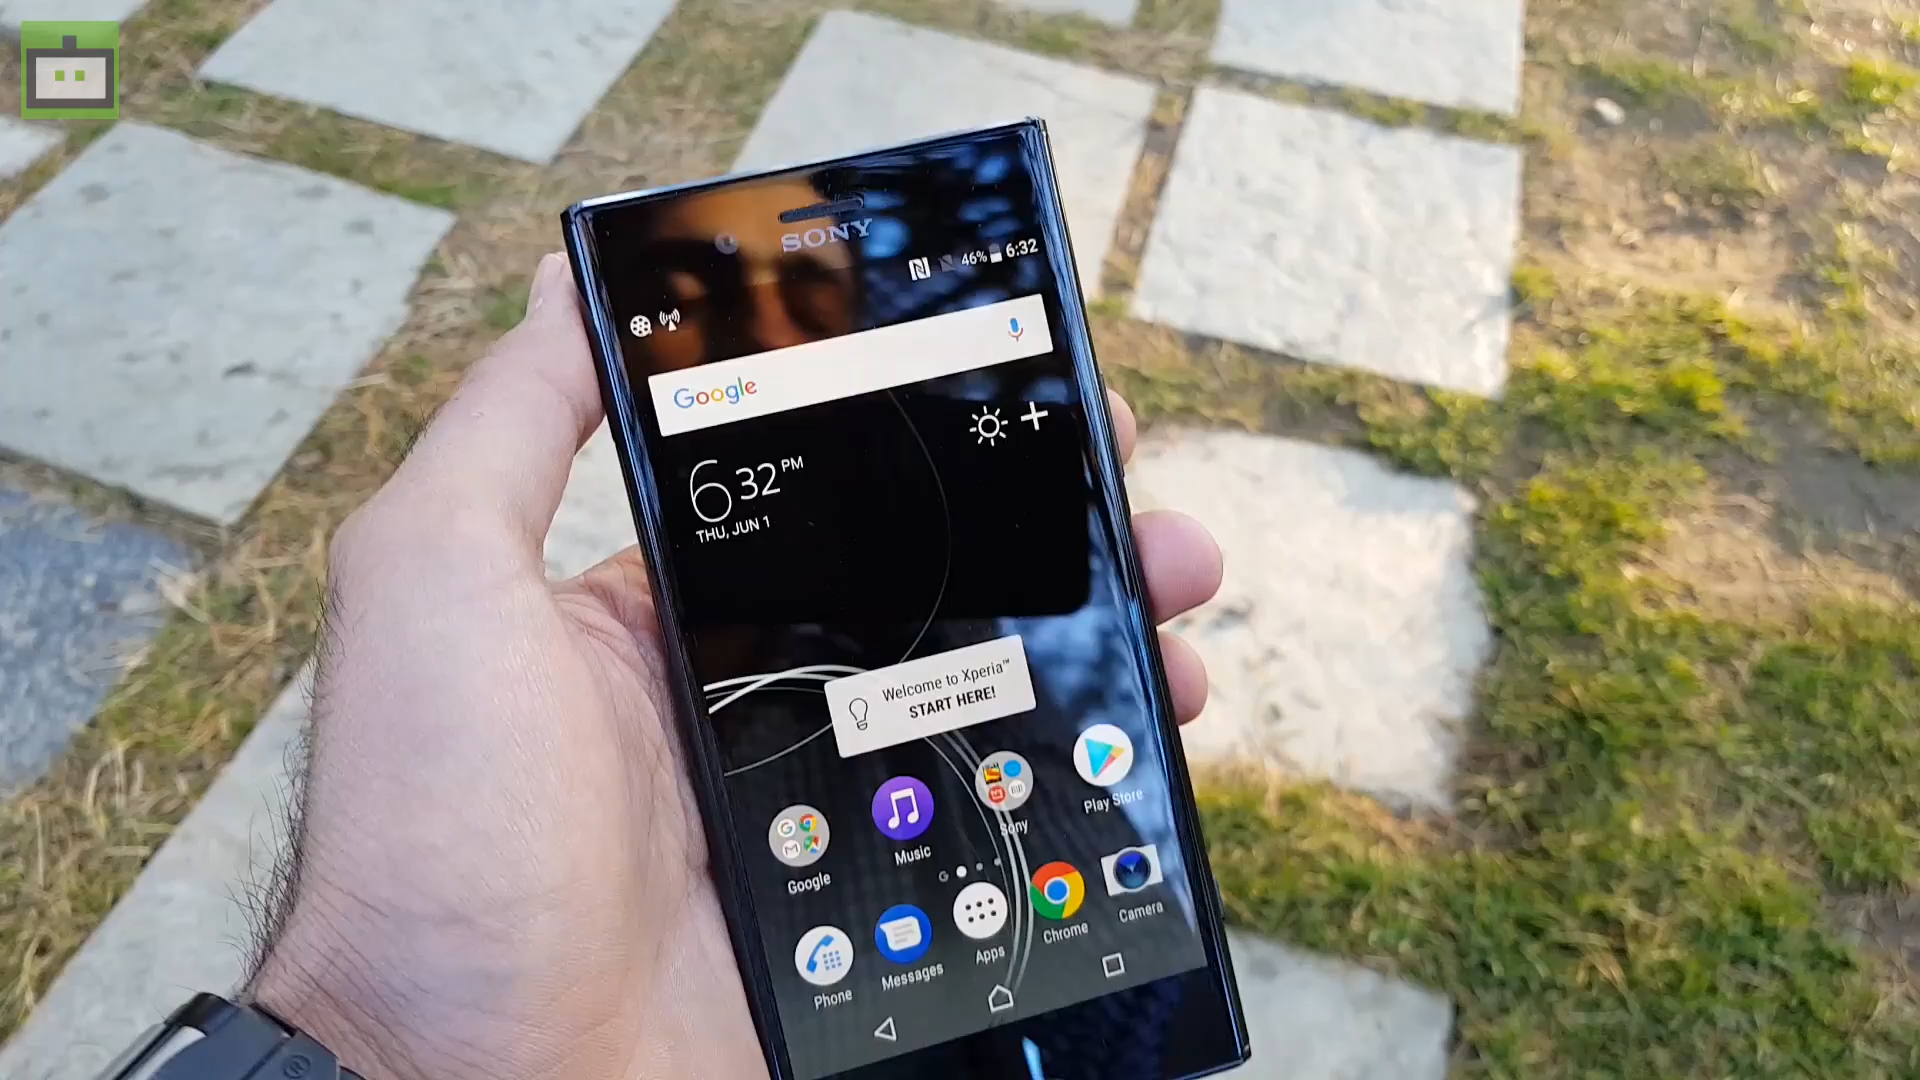 SONY
46% 6:32
Google
6 32 PM
THU, JUN 1
Welcome to Xperia™
START HERE!
Google
Music
Sony
Play Store
Phone
Messages
Apps
Chrome
Camera